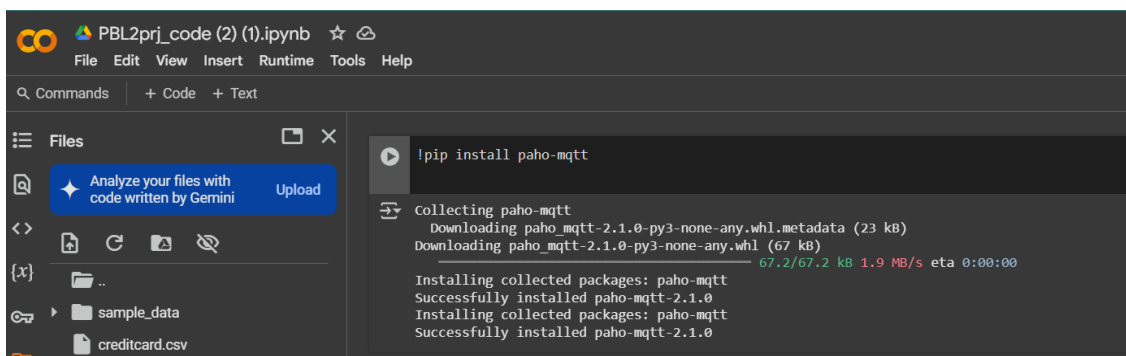 PBL2prj_code (2) (1).ipynb
File Edit View Insert Runtime Tools Help
Commands + Code + Text
Files
Analyze your files with
code written by Gemini
Upload
{x}
..
sample_data
creditcard.csv
!pip install paho-mqtt
Collecting paho-mqtt
Downloading paho_mqtt-2.1.0-py3-none-any.whl.metadata (23 kB)
Downloading paho_mqtt-2.1.0-py3-none-any.whl (67 kB)
67.2/67.2 kB 1.9 MB/s eta 0:00:00
Installing collected packages: paho-mqtt
Successfully installed paho-mqtt-2.1.0
Installing collected packages: paho-mqtt
Successfully installed paho-mqtt-2.1.0